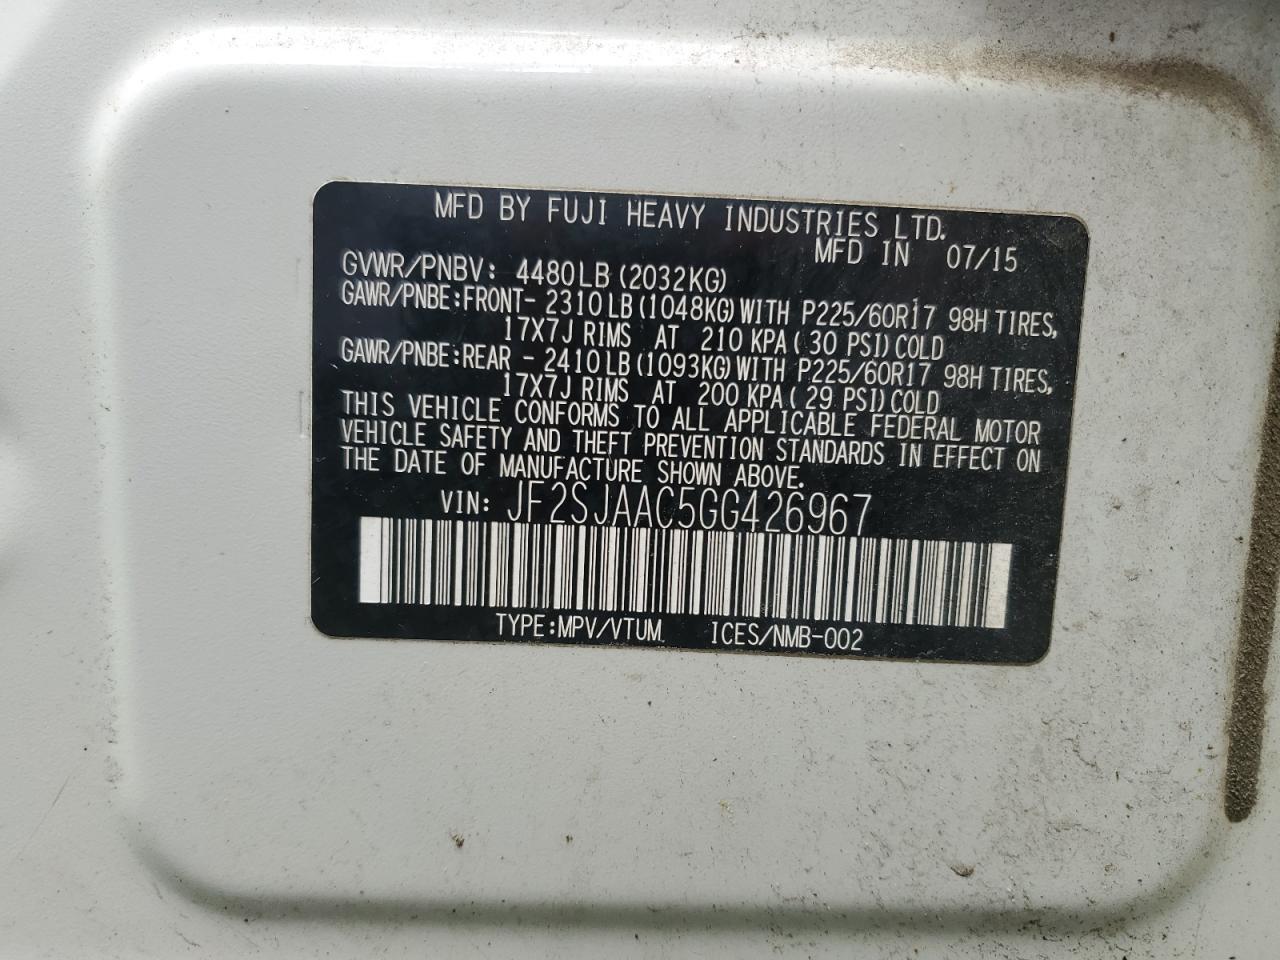 MFD BY FUJI HEAVY INDUSTRIES LTD.
MFD IN 07/15
GVWR/PNBV: 4480LB (2032KG)
GAWR/PNBE:FRONT- 2310LB (1048KG) WITH P225/60R17 98H TIRES,
17X7J RIMS AT 210 KPA ( 30 PSI) COLD
GAWR/PNBE:REAR - 2410LB (1093KG) WITH P225/60R17 98H TIRES,
17X7J RIMS AT 200 KPA ( 29 PSI) COLD
THIS VEHICLE CONFORMS TO ALL APPLICABLE FEDERAL MOTOR
VEHICLE SAFETY AND THEFT PREVENTION STANDARDS IN EFFECT ON
THE DATE OF MANUFACTURE SHOWN ABOVE.
VIN: JF2SJAAC5GG426967
TYPE:MPV/VTUM ICES/NMB-002